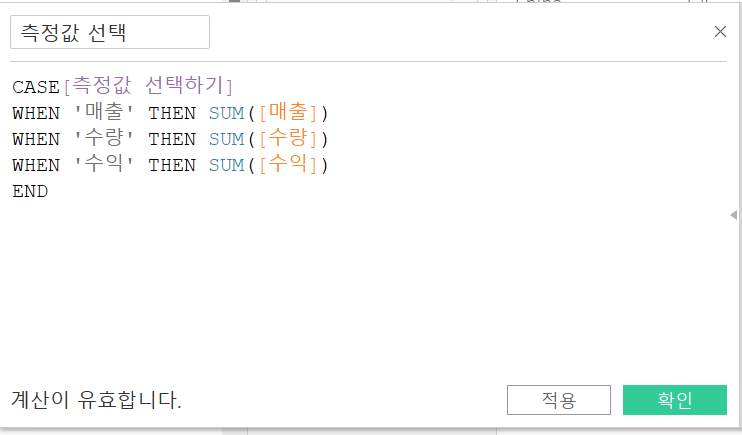 측정값 선택
CASE[측정값 선택하기]
WHEN '매출' THEN SUM([매출])
WHEN '수량' THEN SUM([수량])
WHEN '수익' THEN SUM([수익])
END
계산이 유효합니다.
적용
확인